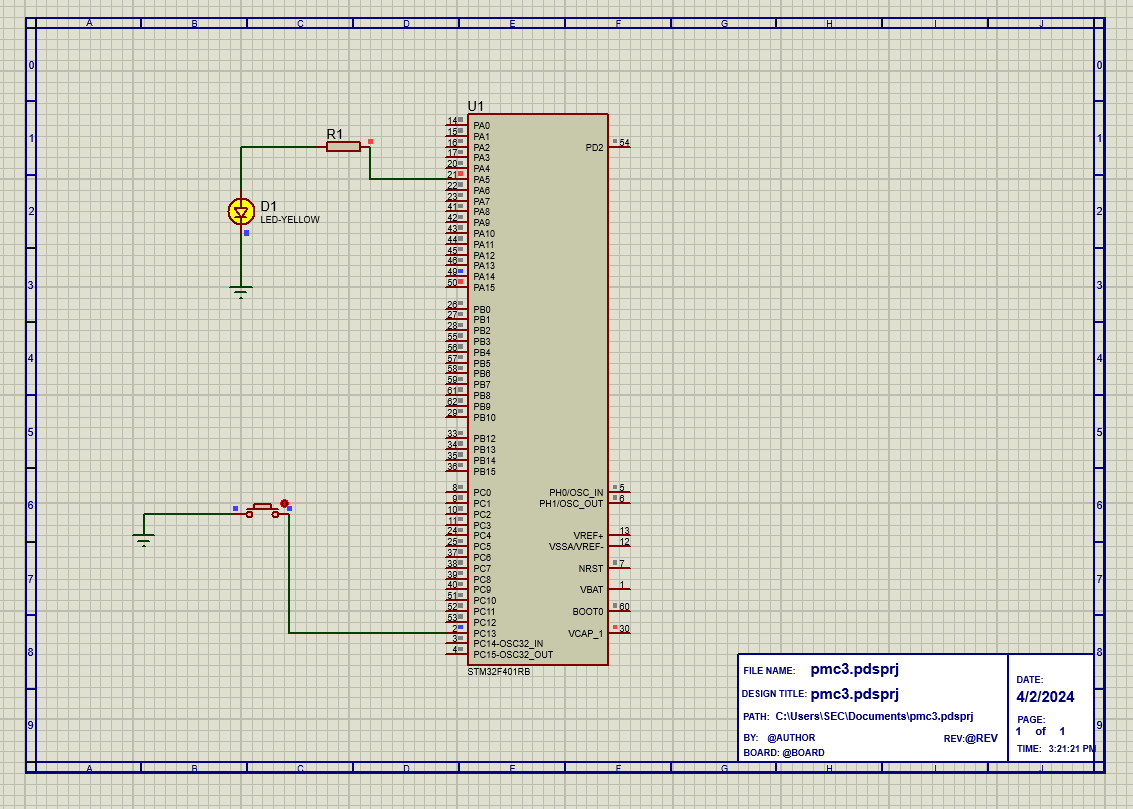 A B C D E F G H I J
0 0
1 1
2 2
3 3
4 4
5 5
6 6
7 7
8 8
9 9
R1
D1
LED-YELLOW
U1
14 PA0
15 PA1
16 PA2
17 PA3
20 PA4
21 PA5
22 PA6
23 PA7
41 PA8
42 PA9
43 PA10
44 PA11
45 PA12
46 PA13
49 PA14
50 PA15
26 PB0
27 PB1
28 PB2
55 PB3
56 PB4
57 PB5
58 PB6
59 PB7
61 PB8
62 PB9
29 PB10
33 PB12
34 PB13
35 PB14
36 PB15
8 PC0
9 PC1
10 PC2
11 PC3
24 PC4
25 PC5
37 PC6
38 PC7
39 PC8
40 PC9
51 PC10
52 PC11
53 PC12
2 PC13
3 PC14-OSC32_IN
4 PC15-OSC32_OUT
PD2 54
PH0/OSC_IN 5
PH1/OSC_OUT 6
VREF+ 13
VSSA/VREF- 12
NRST 7
VBAT 1
BOOT0 60
VCAP_1 30
STM32F401RB
FILE NAME: pmc3.pdsprj
DESIGN TITLE: pmc3.pdsprj
PATH: C:\Users\SEC\Documents\pmc3.pdsprj
BY: @AUTHOR REV:@REV
BOARD: @BOARD
DATE:
4/2/2024
PAGE:
1 of 1
TIME: 3:21:21 PM
A B C D E F G H I J